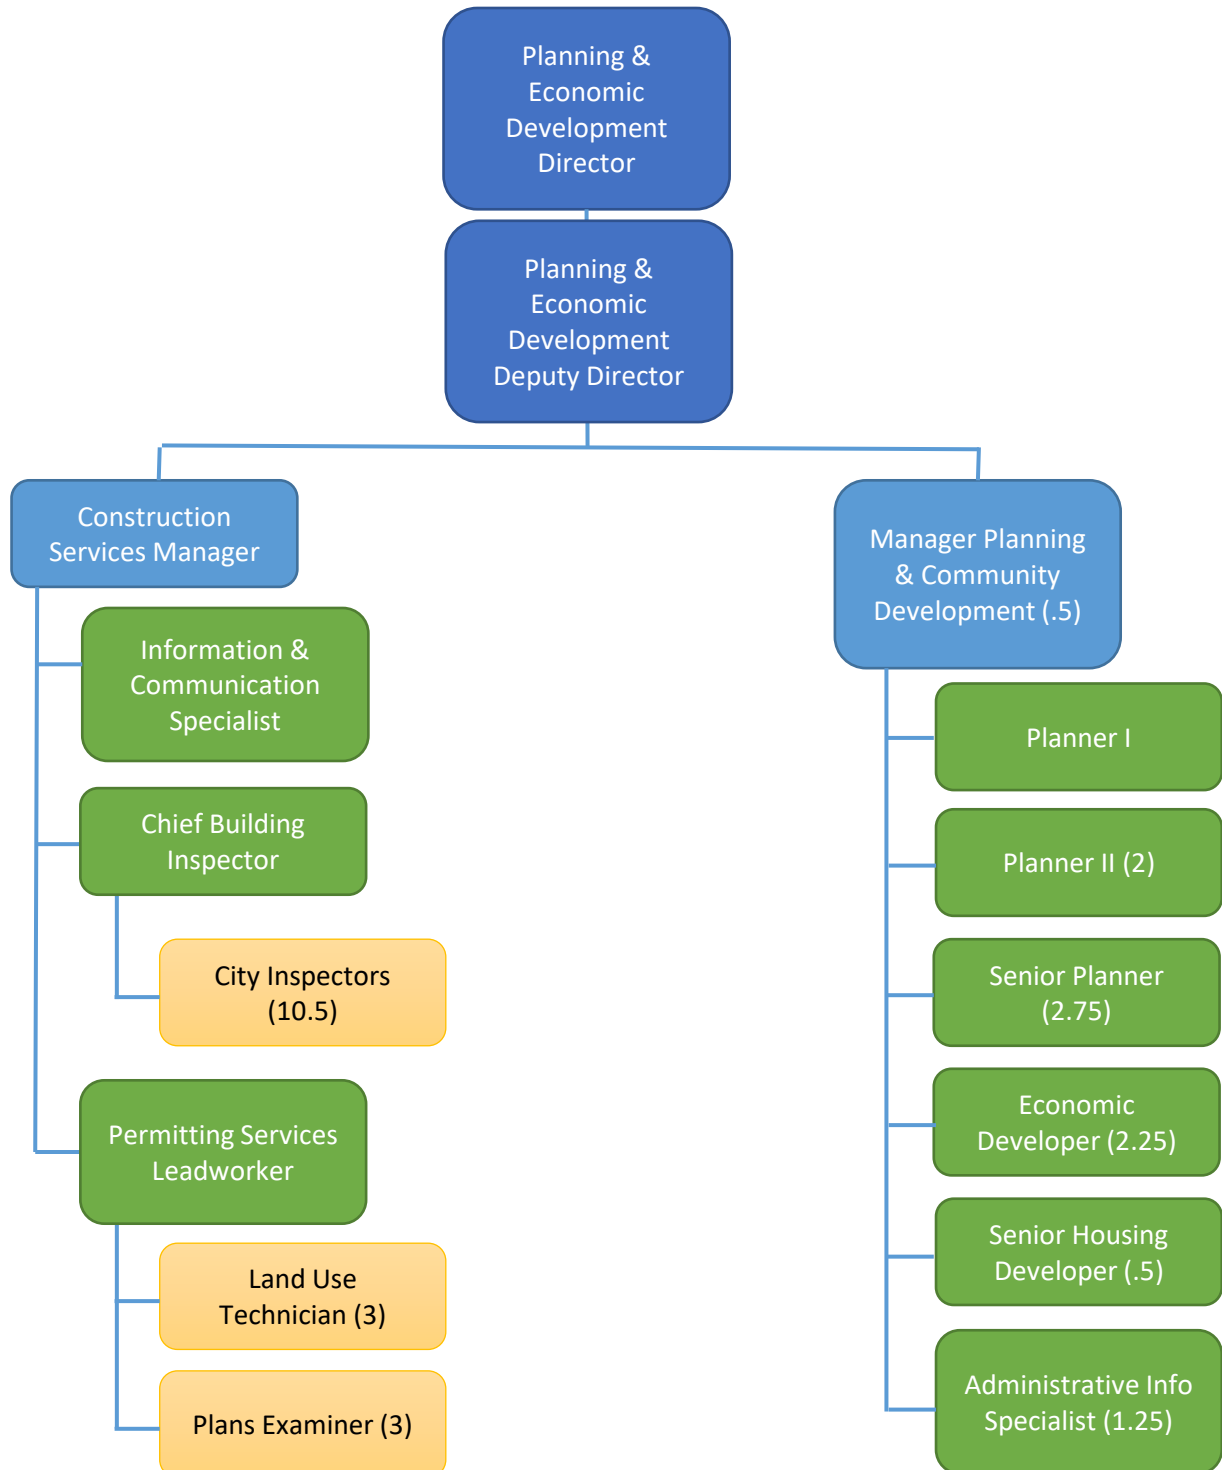 Planning &
Economic
Development
Director
Planning &
Economic
Development
Deputy Director
Construction
Services Manager
Information &
Communication
Specialist
Chief Building
Inspector
City Inspectors
(10.5)
Permitting Services
Leadworker
Land Use
Technician (3)
Plans Examiner (3)
Manager Planning
& Community
Development (.5)
Planner I
Planner II (2)
Senior Planner
(2.75)
Economic
Developer (2.25)
Senior Housing
Developer (.5)
Administrative Info
Specialist (1.25)